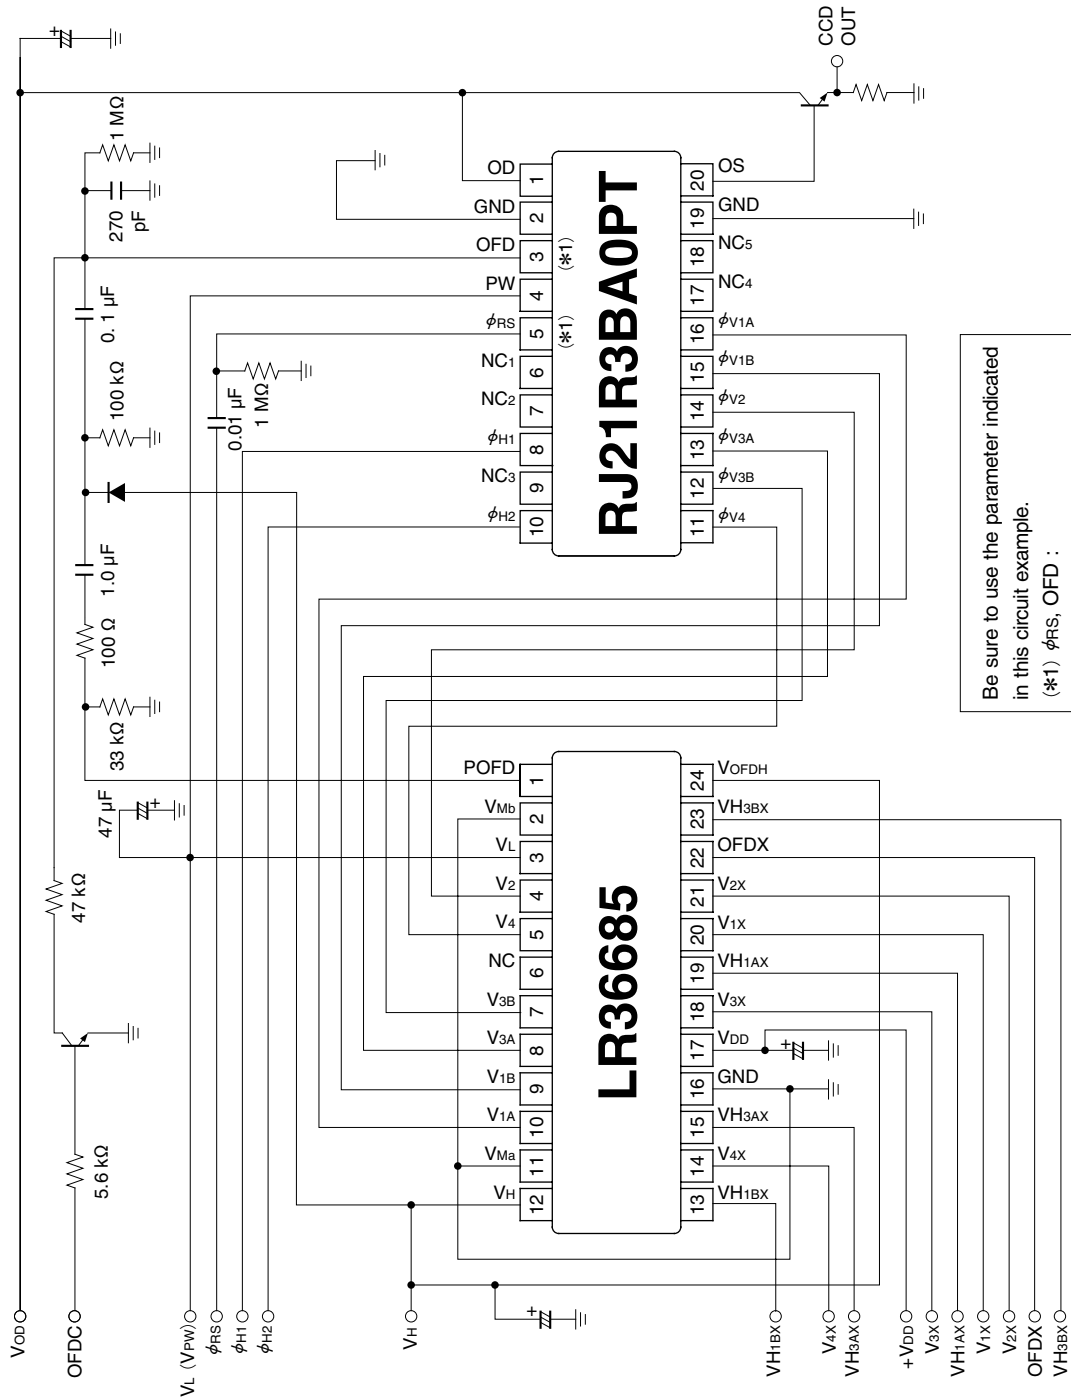 VOD
OFDC
VL (VPW)
ϕRS
ϕH1
ϕH2
VH
VH1BX
V4X
VH3AX
+VDD
V3X
VH1AX
V1X
V2X
OFDX
VH3BX
5.6 kΩ
47 kΩ
47 µF
+
33 kΩ
100 Ω
1.0 µF
100 kΩ
0.1 µF
270
pF
1 MΩ
+
0.01 µF
1 MΩ
+
+
LR36685
POFD 1
VMb 2
VL 3
V2 4
V4 5
NC 6
V3B 7
V3A 8
V1B 9
V1A 10
VMa 11
VH 12
13 VH1BX
14 V4X
15 VH3AX
16 GND
17 VDD
18 V3X
19 VH1AX
20 V1X
21 V2X
22 OFDX
23 VH3BX
24 VOFDH
RJ21R3BA0PT
OD 1
GND 2
OFD 3 (*1)
PW 4
ϕRS 5 (*1)
NC1 6
NC2 7
ϕH1 8
NC3 9
ϕH2 10
11 ϕV4
12 ϕV3B
13 ϕV3A
14 ϕV2
15 ϕV1B
16 ϕV1A
17 NC4
18 NC5
19 GND
20 OS
CCD
OUT
Be sure to use the parameter indicated
in this circuit example.
(*1) ϕRS, OFD :